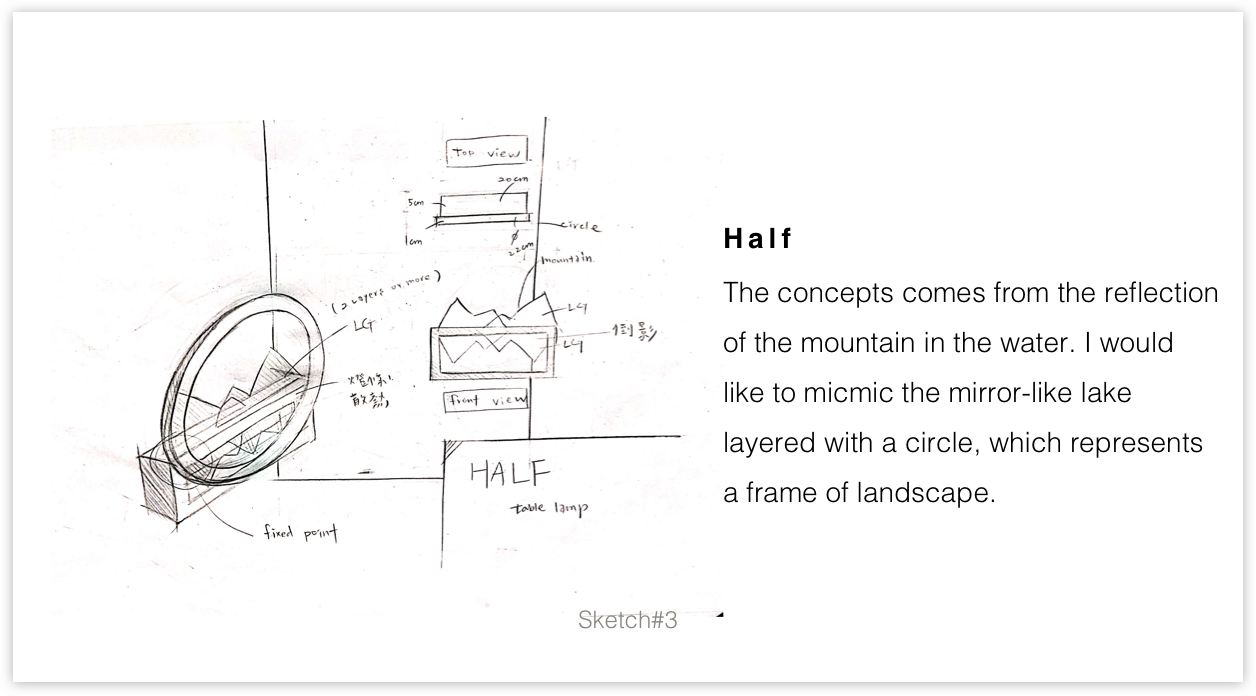 Top view
20cm
5cm
1cm
circle
ø
22cm
mountain
(2 Layers or more)
LG
LG
倒影
LG
燈條
散熱
front view
HALF
table lamp
fixed point
Half
The concepts comes from the reflection
of the mountain in the water. I would
like to micmic the mirror-like lake
layered with a circle, which represents
a frame of landscape.
Sketch#3